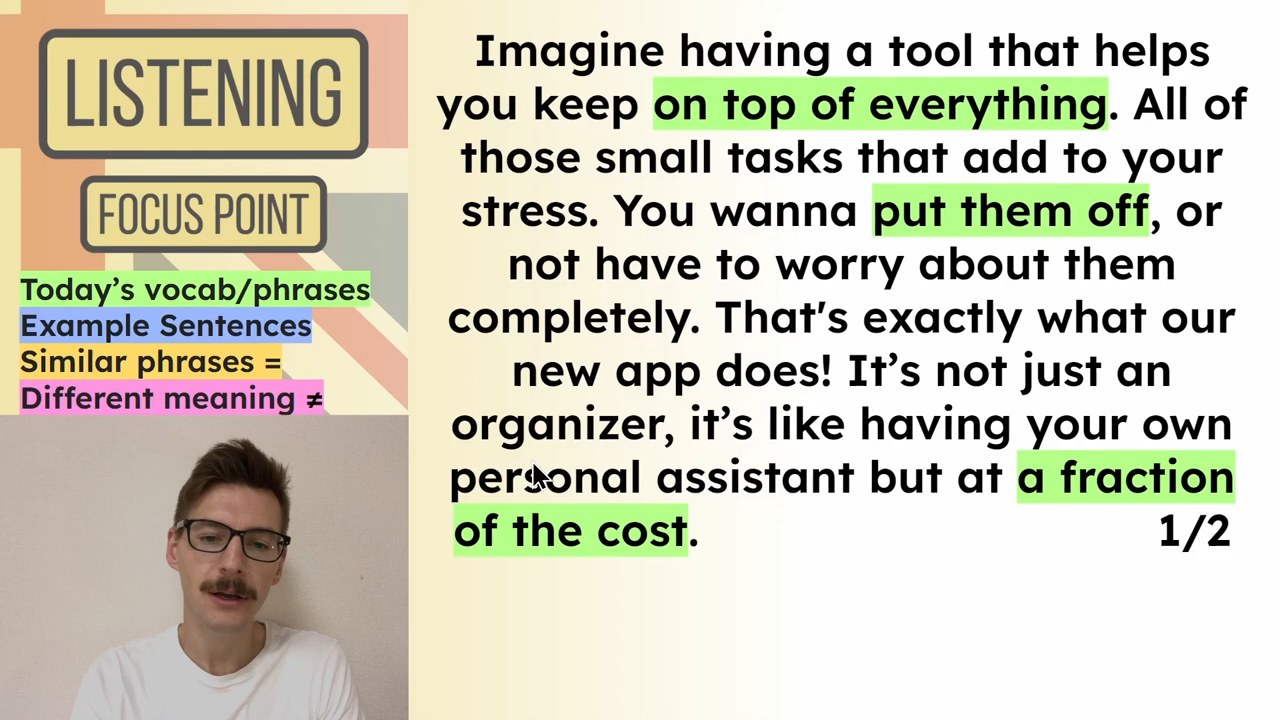 LISTENING
FOCUS POINT
Today's vocab/phrases
Example Sentences
Similar phrases =
Different meaning ≠
Imagine having a tool that helps
you keep on top of everything. All of
those small tasks that add to your
stress. You wanna put them off, or
not have to worry about them
completely. That's exactly what our
new app does! It's not just an
organizer, it's like having your own
personal assistant but at a fraction
of the cost. 1/2